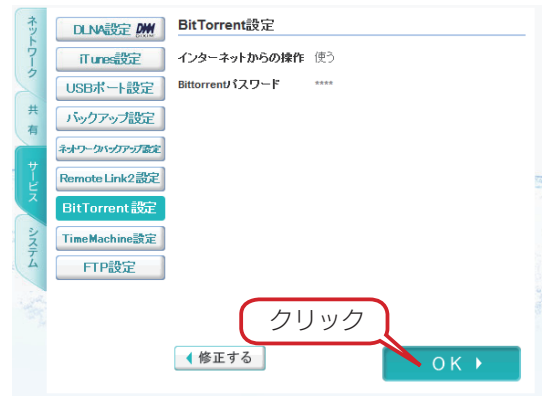 ネットワーク
共有
サービス
システム
DLNA設定
iTunes設定
USBポート設定
バックアップ設定
ネットワークバックアップ設定
Remote Link2設定
BitTorrent設定
TimeMachine設定
FTP設定
BitTorrent設定
インターネットからの操作 使う
Bittorrentパスワード ****
クリック
修正する
OK